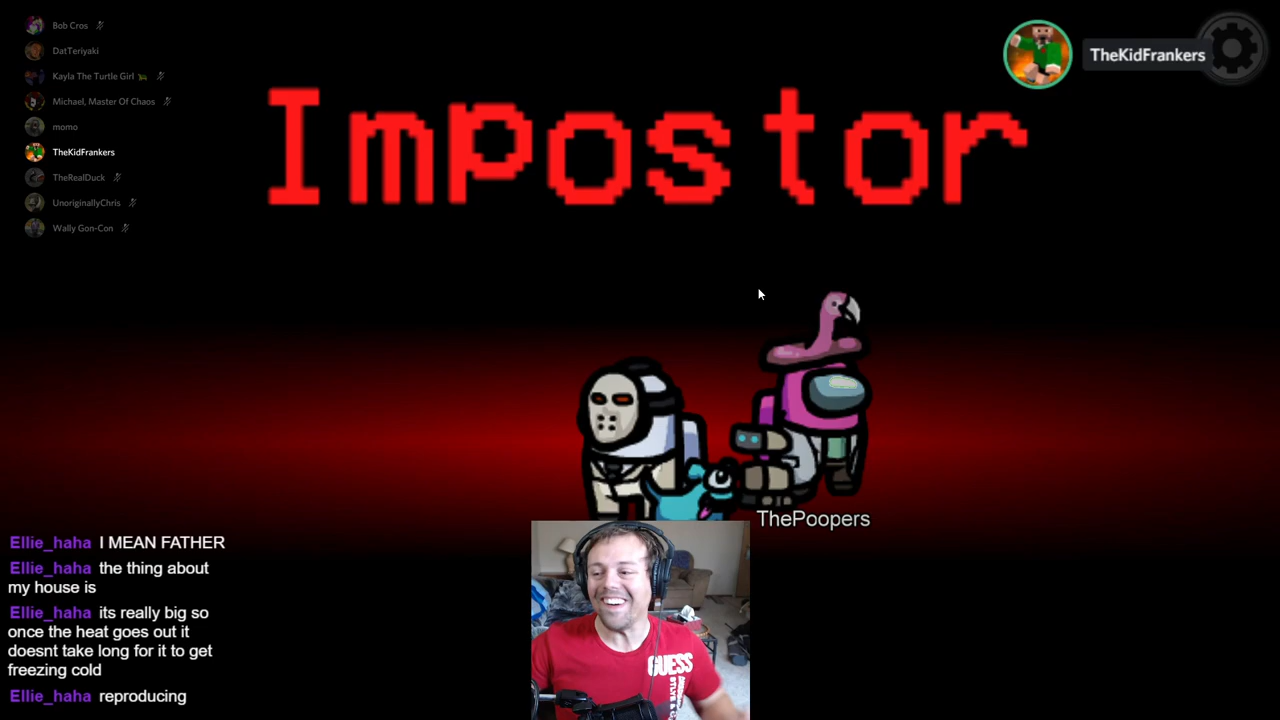 Bob Cros
DatTeriyaki
Kayla The Turtle Girl
Michael, Master Of Chaos
momo
TheKidFrankers
TheRealDuck
UnoriginallyChris
Wally Gon-Con
TheKidFrankers
Impostor
ThePoopers
Ellie_haha I MEAN FATHER
Ellie_haha the thing about
my house is
Ellie_haha its really big so
once the heat goes out it
doesnt take long for it to get
freezing cold
Ellie_haha reproducing
GUESS